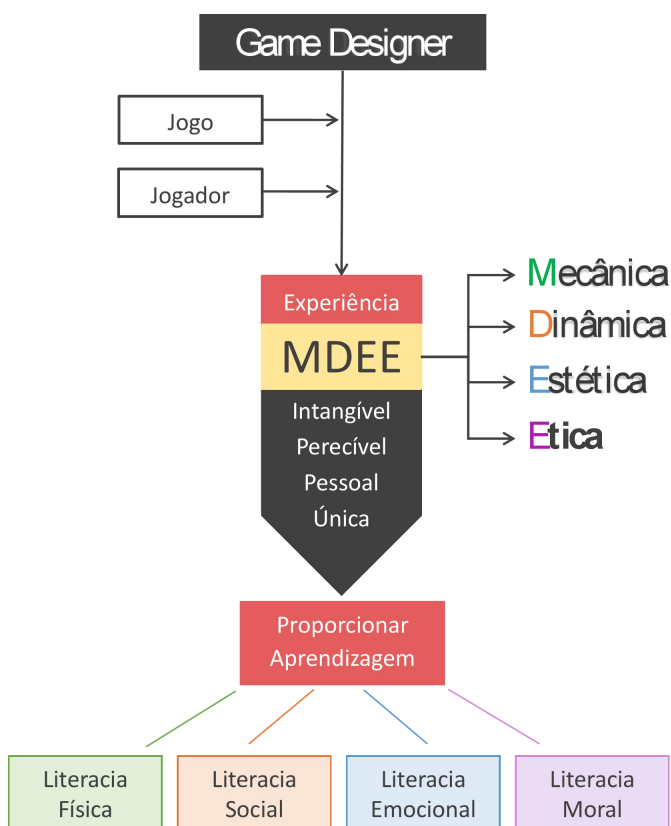 Game Designer
Jogo
Jogador
Experiência
MDEE
Intangível
Perecível
Pessoal
Única
Mecânica
Dinâmica
Estética
Etica
Proporcionar
Aprendizagem
Literacia
Física
Literacia
Social
Literacia
Emocional
Literacia
Moral